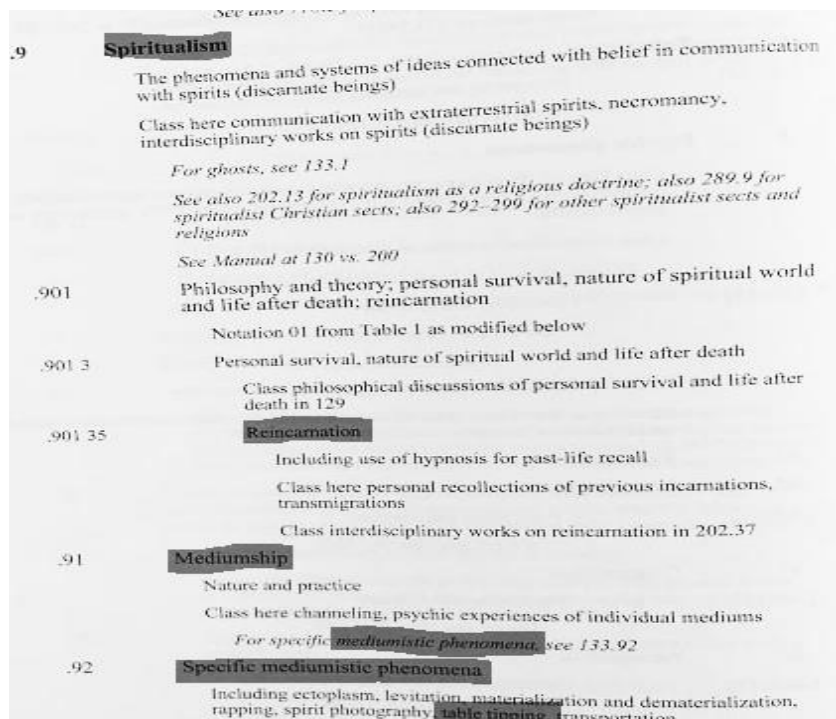 See also
.9 Spiritualism
The phenomena and systems of ideas connected with belief in communication
with spirits (discarnate beings)
Class here communication with extraterrestrial spirits, necromancy,
interdisciplinary works on spirits (discarnate beings)
For ghosts, see 133.1
See also 202.13 for spiritualism as a religious doctrine; also 289.9 for
spiritualist Christian sects; also 292–299 for other spiritualist sects and
religions
See Manual at 130 vs. 200
.901 Philosophy and theory; personal survival, nature of spiritual world
and life after death; reincarnation
Notation 01 from Table 1 as modified below
.901 3 Personal survival, nature of spiritual world and life after death
Class philosophical discussions of personal survival and life after
death in 129
.901 35 Reincarnation
Including use of hypnosis for past-life recall
Class here personal recollections of previous incarnations,
transmigrations
Class interdisciplinary works on reincarnation in 202.37
.91 Mediumship
Nature and practice
Class here channeling, psychic experiences of individual mediums
For specific mediumistic phenomena, see 133.92
.92 Specific mediumistic phenomena
Including ectoplasm, levitation, materialization and dematerialization,
rapping, spirit photography, table tipping, transportation